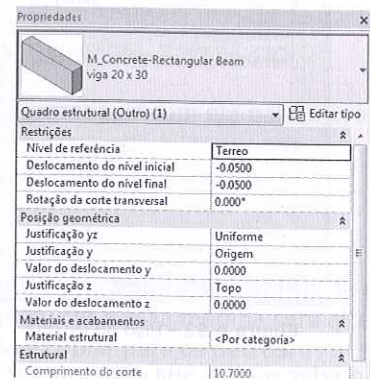 Propriedades
M_Concrete-Rectangular Beam
viga 20 x 30
Quadro estrutural (Outro) (1) Editar tipo
Restrições
Nível de referência Terreo
Deslocamento do nível inicial -0.0500
Deslocamento do nível final -0.0500
Rotação da corte transversal 0.000°
Posição geométrica
Justificação yz Uniforme
Justificação y Origem
Valor do deslocamento y 0.0000
Justificação z Topo
Valor do deslocamento z 0.0000
Materiais e acabamentos
Material estrutural <Por categoria>
Estrutural
Comprimento do corte 10.7000